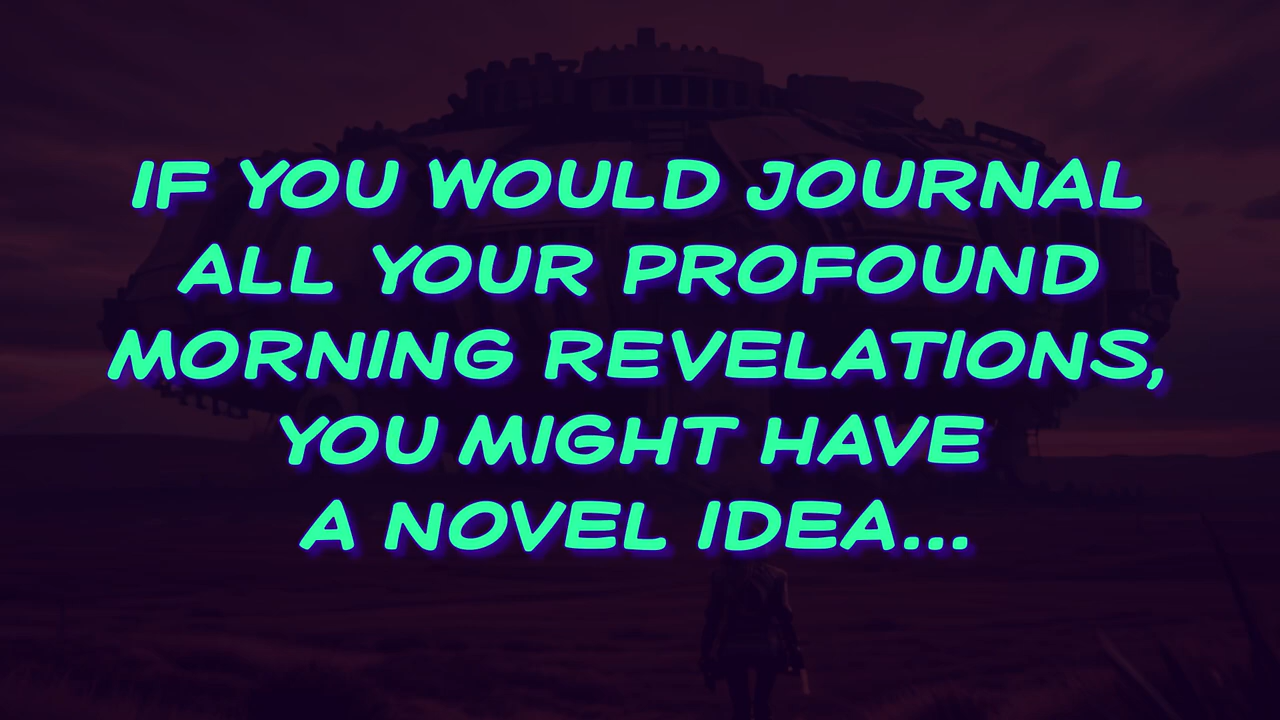 IF YOU WOULD JOURNAL
ALL YOUR PROFOUND
MORNING REVELATIONS,
YOU MIGHT HAVE
A NOVEL IDEA...